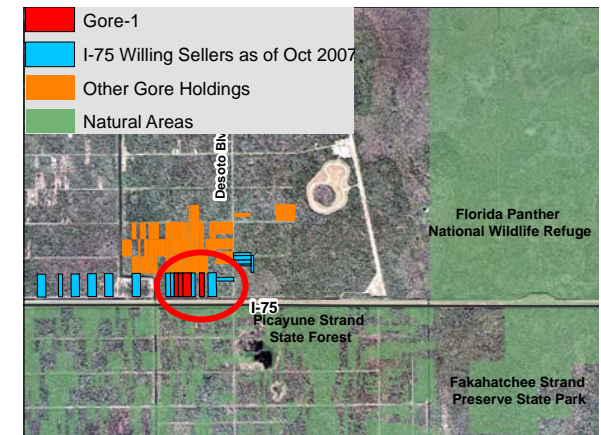 Gore-1
I-75 Willing Sellers as of Oct 2007
Other Gore Holdings
Natural Areas
Desoto Blv
Florida Panther
National Wildlife Refuge
I-75
Picayune Strand
State Forest
Fakahatchee Strand
Preserve State Park